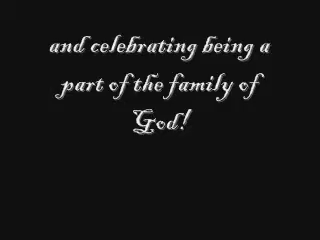 and celebrating being a
part of the family of
God!